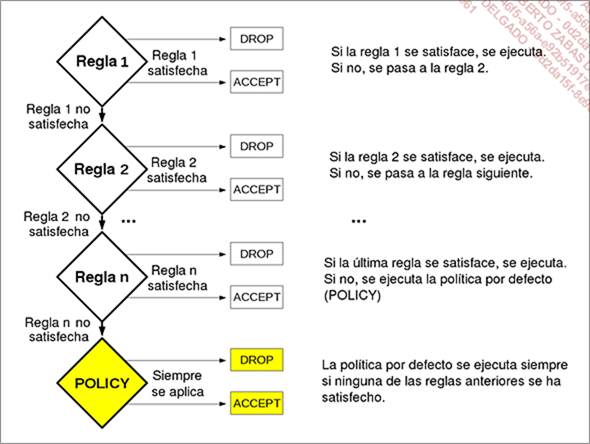 Regla 1
Regla 1
satisfecha
DROP
ACCEPT
Si la regla 1 se satisface, se ejecuta.
Si no, se pasa a la regla 2.
Regla 1 no
satisfecha
Regla 2
Regla 2
satisfecha
DROP
ACCEPT
Si la regla 2 se satisface, se ejecuta.
Si no, se pasa a la regla siguiente.
Regla 2 no
satisfecha
...
...
Regla n
Regla n
satisfecha
DROP
ACCEPT
Si la última regla se satisface, se ejecuta.
Si no, se ejecuta la política por defecto
(POLICY)
Regla n no
satisfecha
POLICY
Siempre
se aplica
DROP
ACCEPT
La política por defecto se ejecuta siempre
si ninguna de las reglas anteriores se ha
satisfecho.